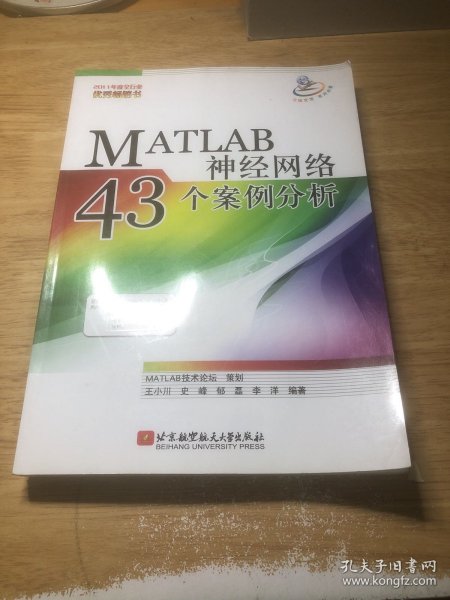 2011年度全行业
优秀畅销书
MATLAB
神经网络
43个案例分析
MATLAB技术论坛 策划
王小川 史峰 郁磊 李洋 编著
北京航空航天大学出版社
BEIHANG UNIVERSITY PRESS
孔夫子旧书网
www.kongfz.com